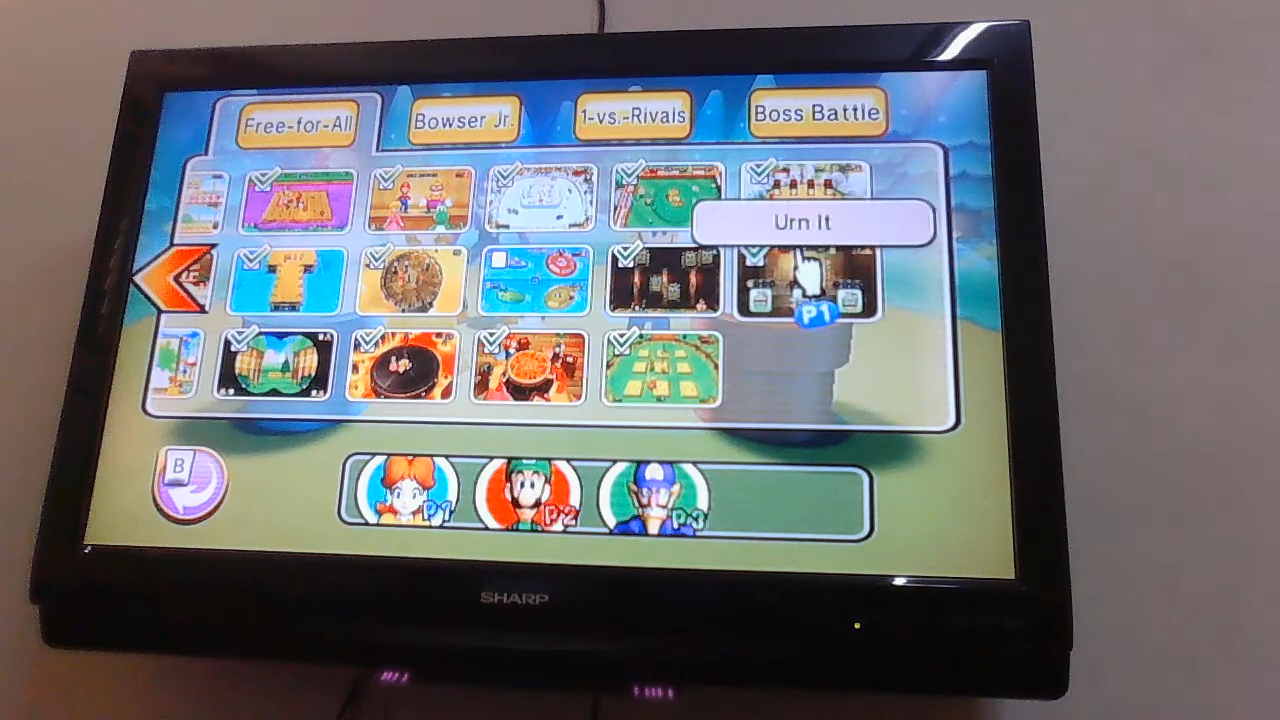 Free-for-All
Bowser Jr.
1-vs.-Rivals
Boss Battle
Urn It
P1
B
P1
P2
P3
SHARP